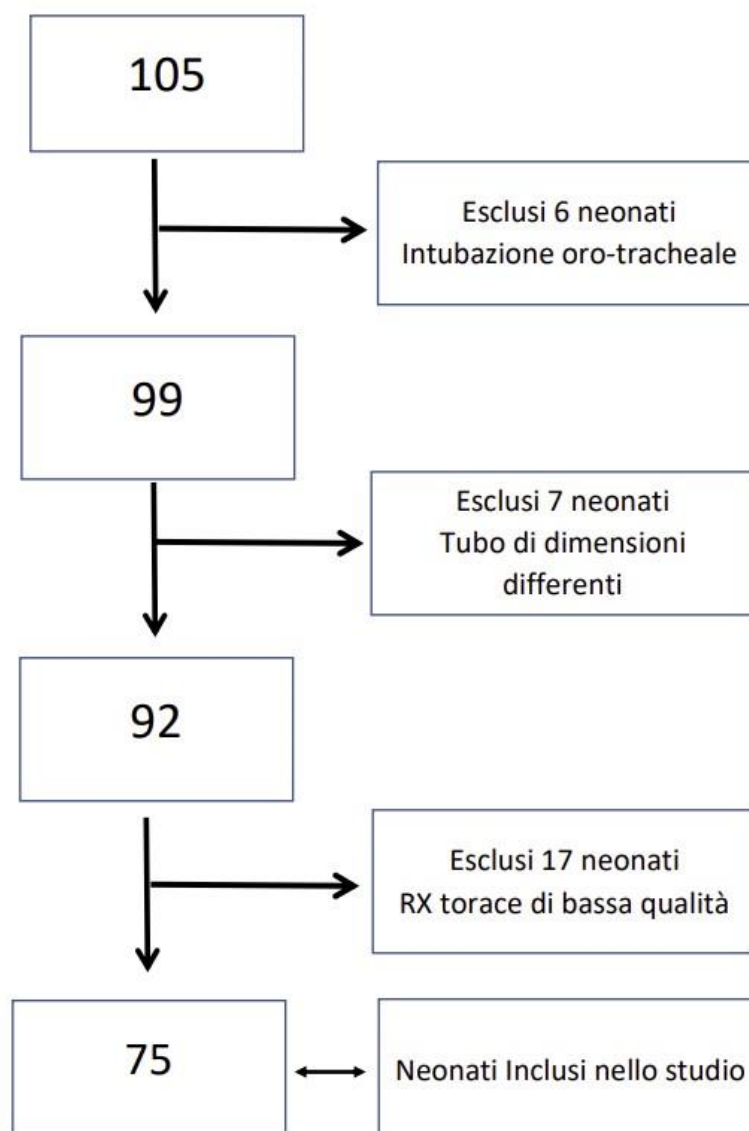 105
Esclusi 6 neonati
Intubazione oro-tracheale
99
Esclusi 7 neonati
Tubo di dimensioni
differenti
92
Esclusi 17 neonati
RX torace di bassa qualità
75
Neonati Inclusi nello studio